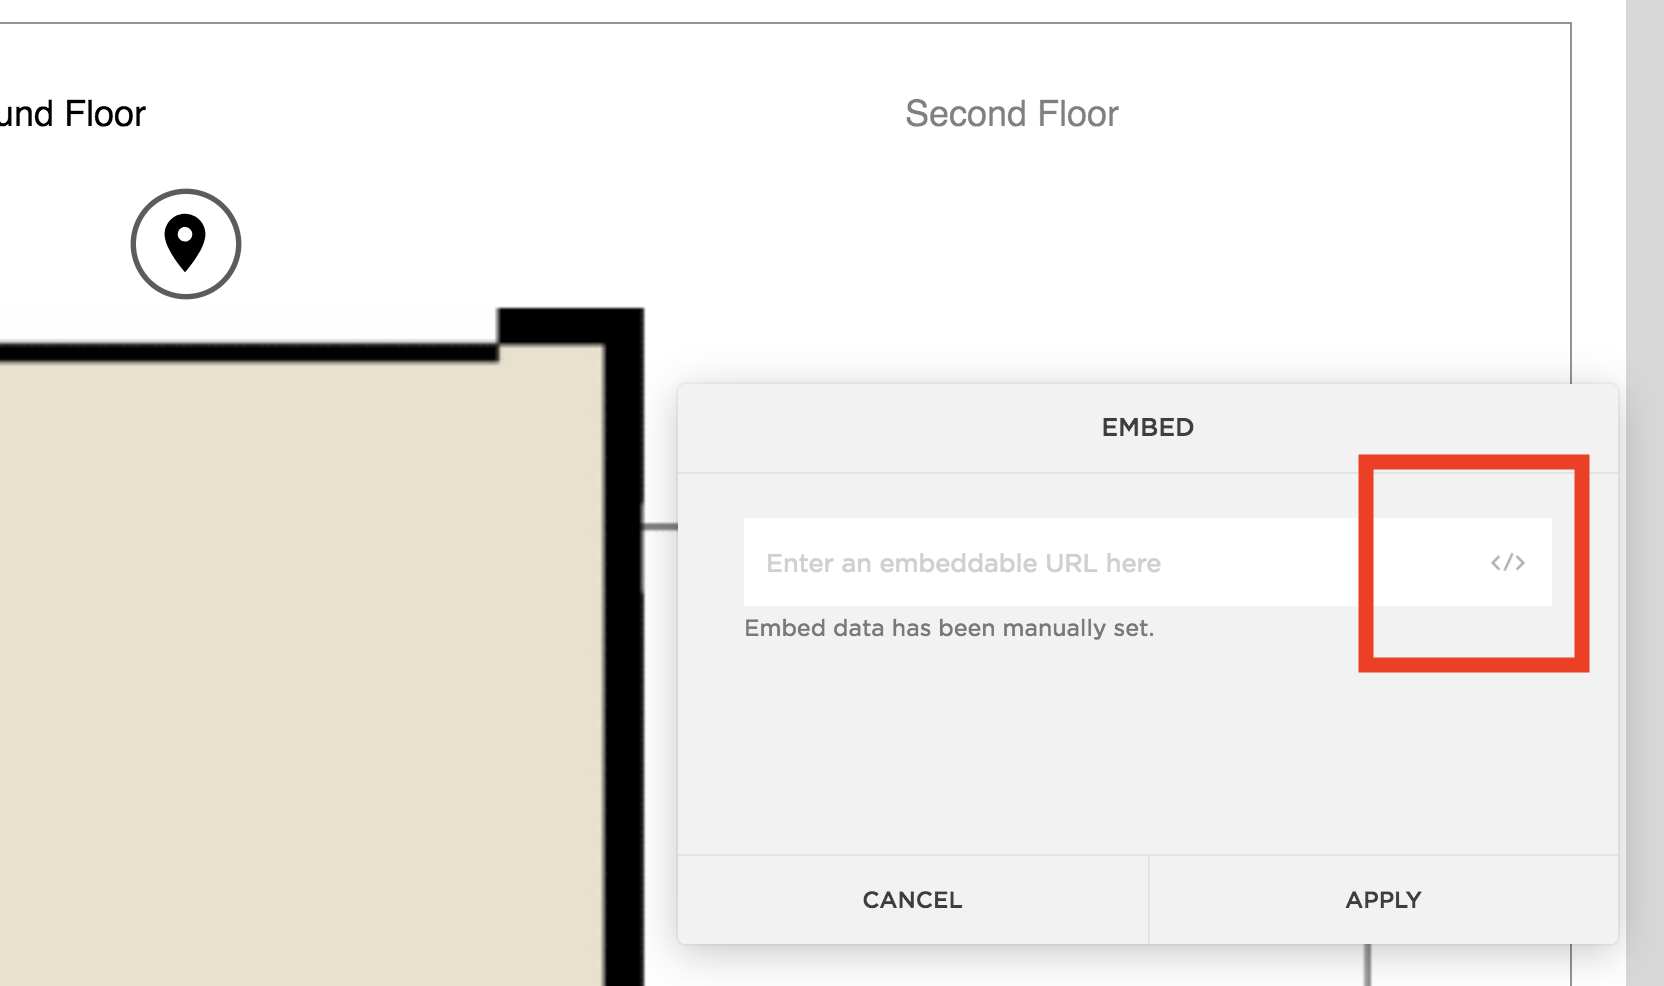 und Floor
Second Floor
EMBED
Enter an embeddable URL here
</>
Embed data has been manually set.
CANCEL
APPLY